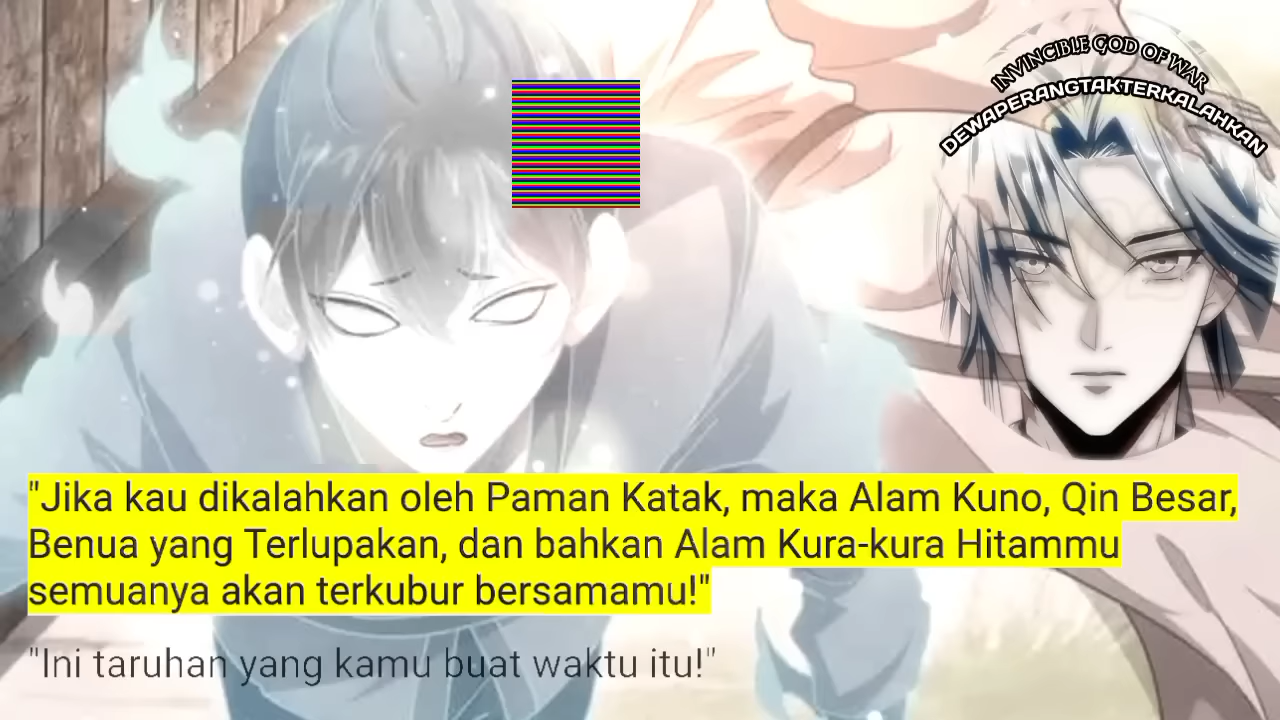 INVINCIBLE GOD OF WAR
DEWAPERANGTAKTERKALAHKAN
"Jika kau dikalahkan oleh Paman Katak, maka Alam Kuno, Qin Besar,
Benua yang Terlupakan, dan bahkan Alam Kura-kura Hitammu
semuanya akan terkubur bersamamu!"
"Ini taruhan yang kamu buat waktu itu!"